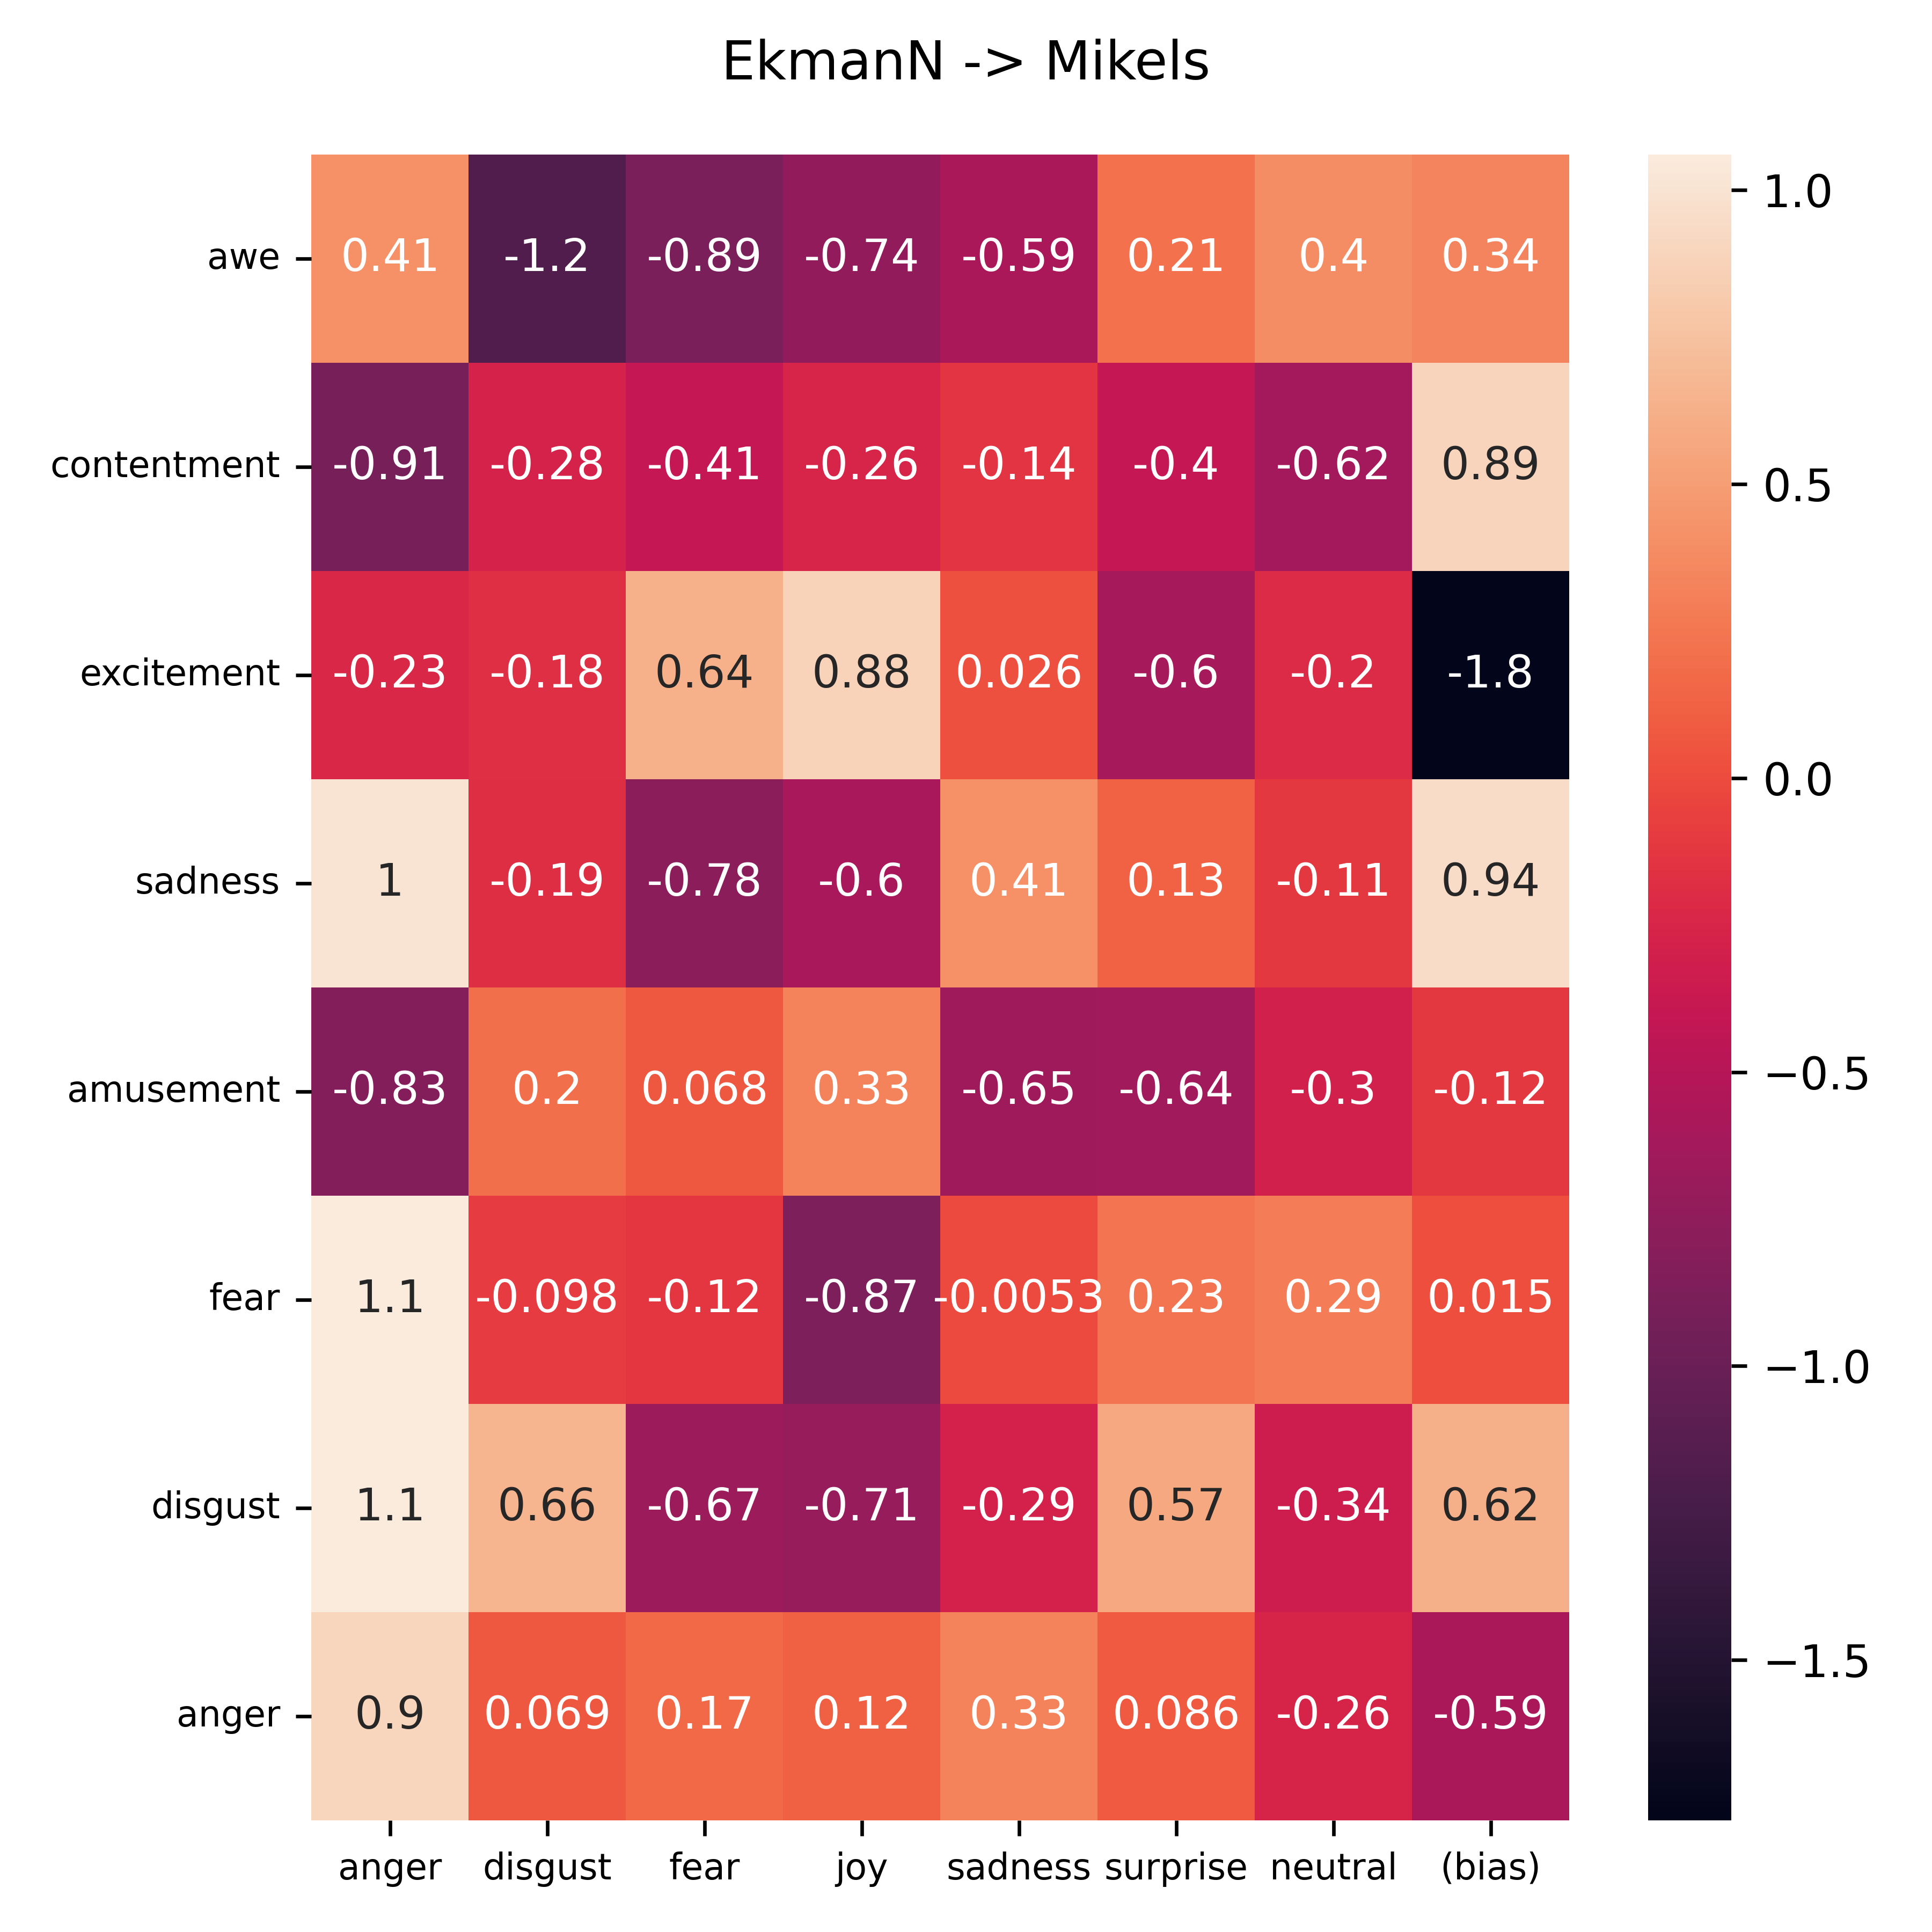 EkmanN -> Mikels
awe 0.41 -1.2 -0.89 -0.74 -0.59 0.21 0.4 0.34
contentment -0.91 -0.28 -0.41 -0.26 -0.14 -0.4 -0.62 0.89
excitement -0.23 -0.18 0.64 0.88 0.026 -0.6 -0.2 -1.8
sadness 1 -0.19 -0.78 -0.6 0.41 0.13 -0.11 0.94
amusement -0.83 0.2 0.068 0.33 -0.65 -0.64 -0.3 -0.12
fear 1.1 -0.098 -0.12 -0.87 -0.0053 0.23 0.29 0.015
disgust 1.1 0.66 -0.67 -0.71 -0.29 0.57 -0.34 0.62
anger 0.9 0.069 0.17 0.12 0.33 0.086 -0.26 -0.59
anger disgust fear joy sadness surprise neutral (bias)
1.0
0.5
0.0
−0.5
−1.0
−1.5